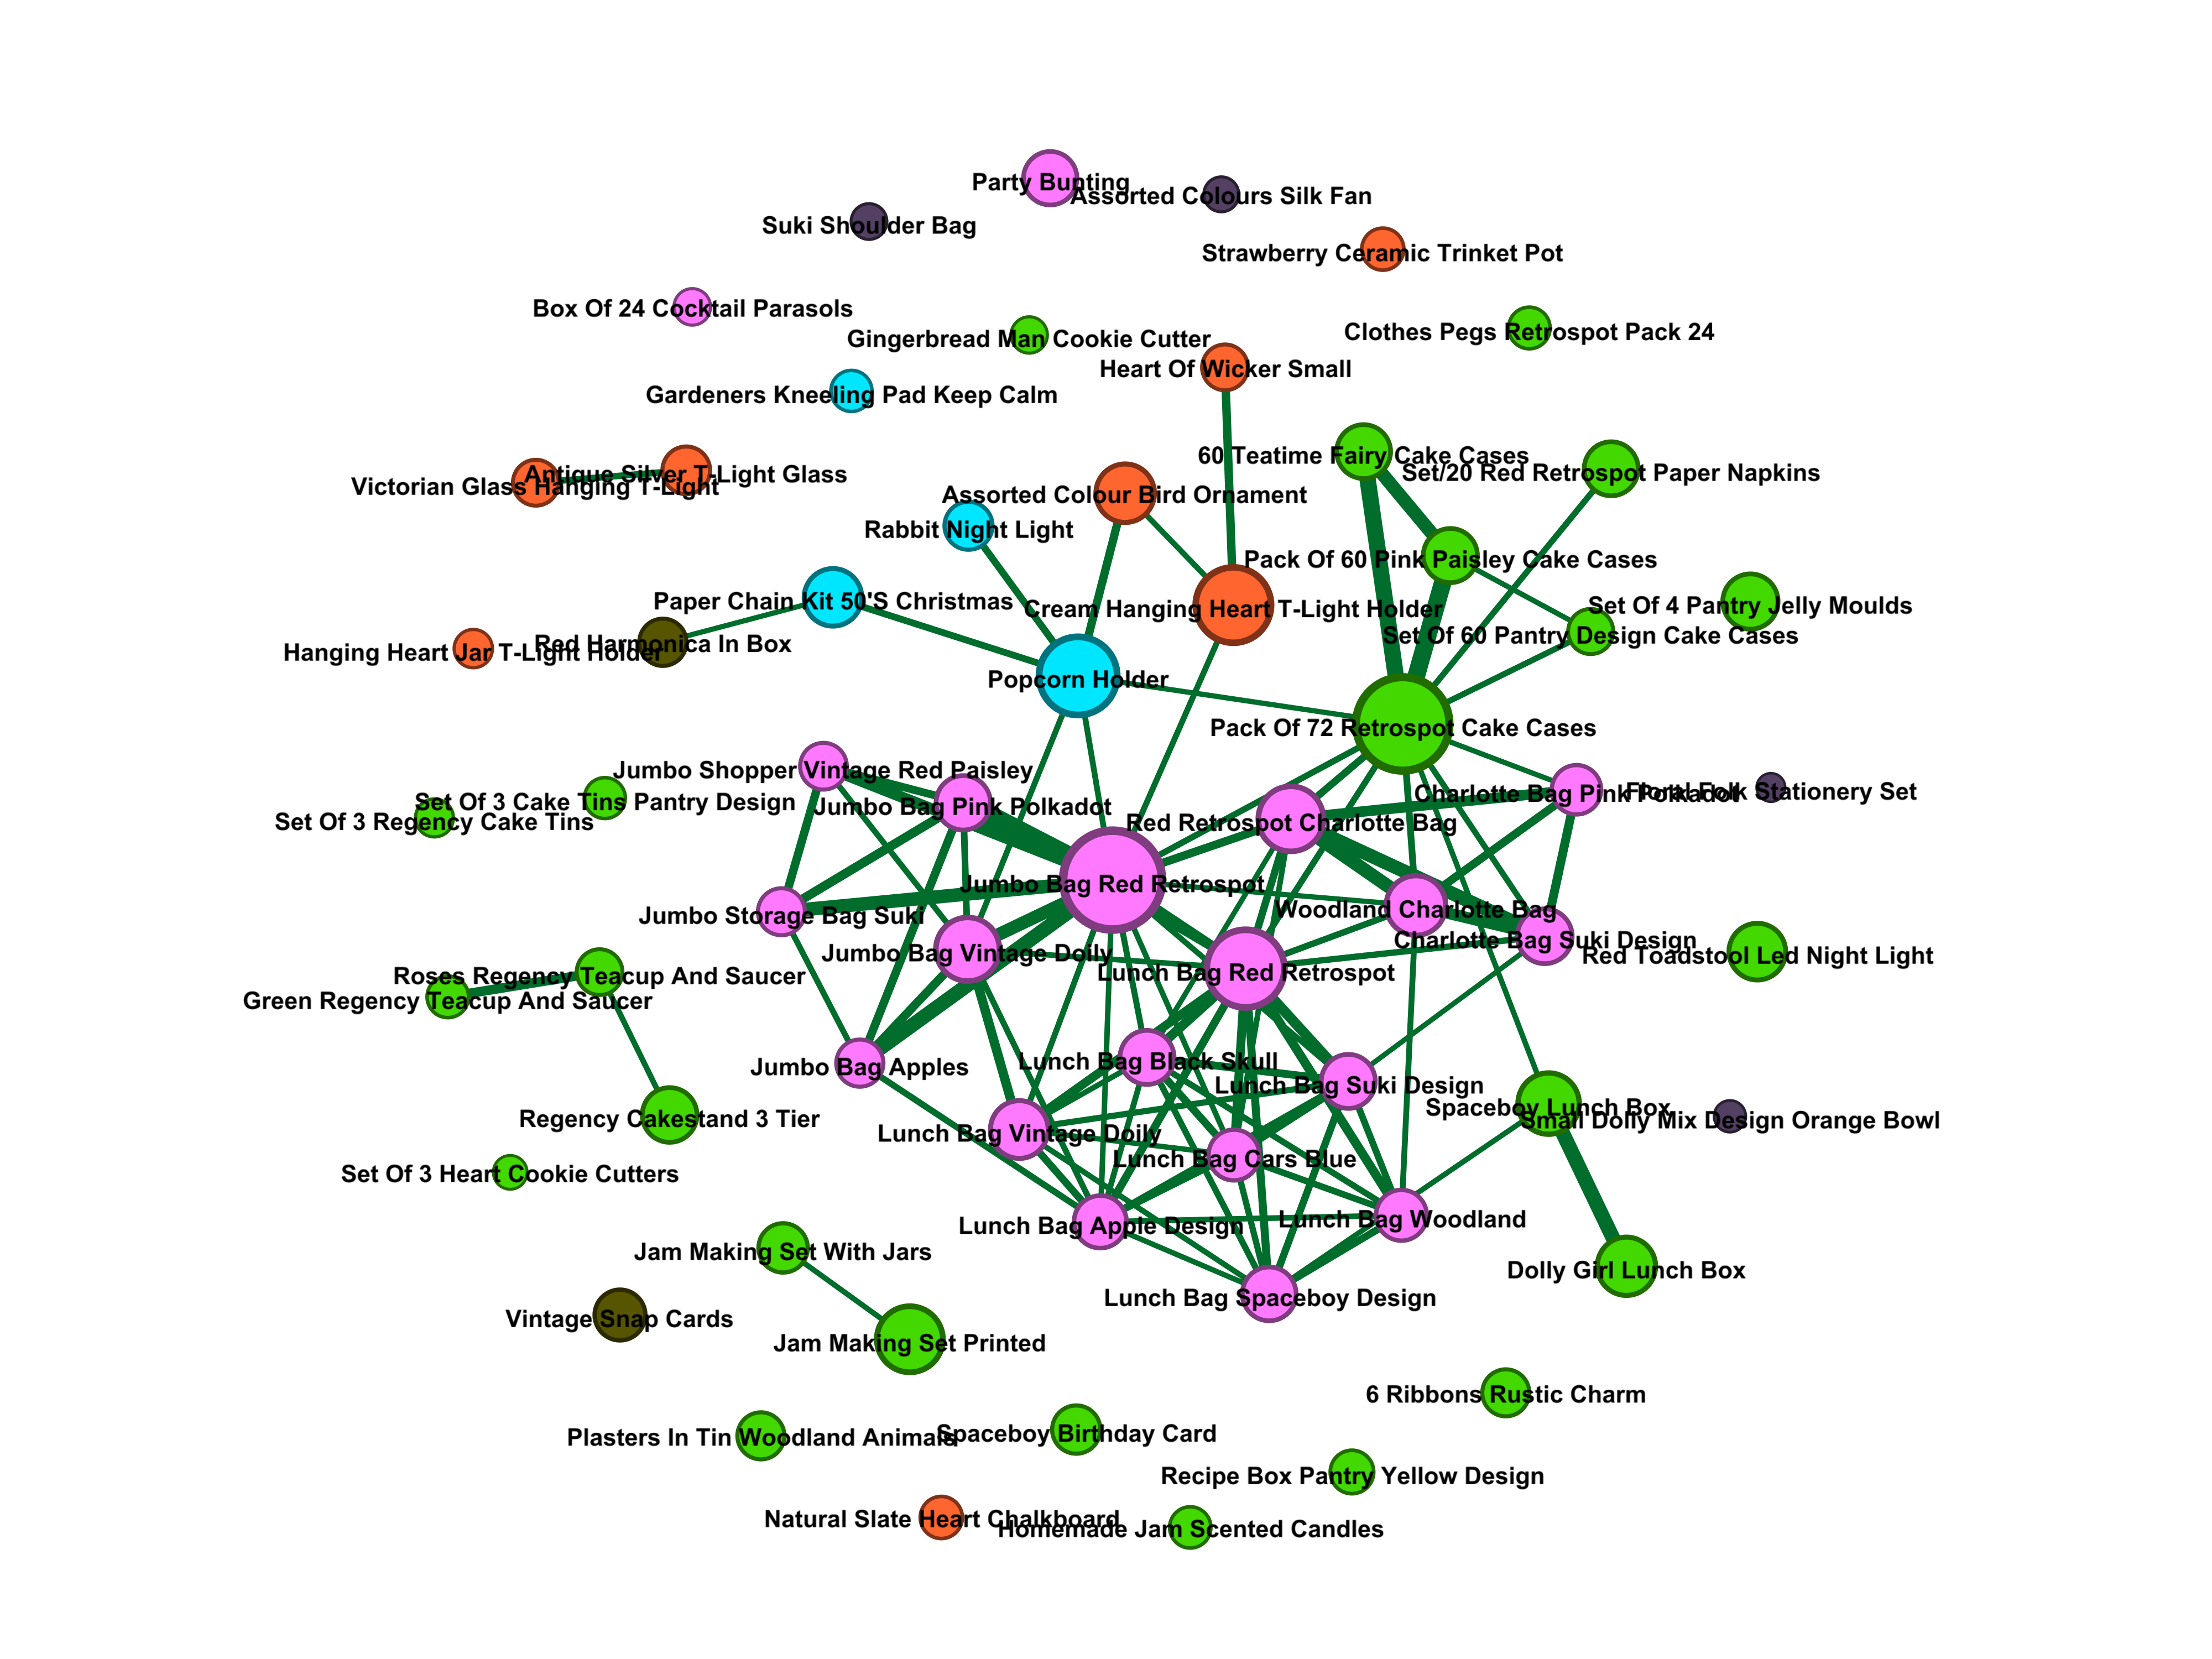 Party Bunting
Assorted Colours Silk Fan
Suki Shoulder Bag
Strawberry Ceramic Trinket Pot
Box Of 24 Cocktail Parasols
Clothes Pegs Retrospot Pack 24
Gingerbread Man Cookie Cutter
Heart Of Wicker Small
Gardeners Kneeling Pad Keep Calm
60 Teatime Fairy Cake Cases
Set/20 Red Retrospot Paper Napkins
Antique Silver T-Light Glass
Victorian Glass Hanging T-Light
Assorted Colour Bird Ornament
Rabbit Night Light
Pack Of 60 Pink Paisley Cake Cases
Paper Chain Kit 50'S Christmas
Cream Hanging Heart T-Light Holder
Set Of 4 Pantry Jelly Moulds
Set Of 60 Pantry Design Cake Cases
Red Harmonica In Box
Hanging Heart Jar T-Light Holder
Popcorn Holder
Pack Of 72 Retrospot Cake Cases
Jumbo Shopper Vintage Red Paisley
Charlotte Bag Pink Polkadot
Floral Folk Stationery Set
Set Of 3 Cake Tins Pantry Design
Jumbo Bag Pink Polkadot
Set Of 3 Regency Cake Tins
Red Retrospot Charlotte Bag
Jumbo Bag Red Retrospot
Woodland Charlotte Bag
Jumbo Storage Bag Suki
Charlotte Bag Suki Design
Jumbo Bag Vintage Doily
Red Toadstool Led Night Light
Lunch Bag Red Retrospot
Roses Regency Teacup And Saucer
Green Regency Teacup And Saucer
Lunch Bag Black Skull
Jumbo Bag Apples
Lunch Bag Suki Design
Spaceboy Lunch Box
Small Dolly Mix Design Orange Bowl
Regency Cakestand 3 Tier
Lunch Bag Vintage Doily
Lunch Bag Cars Blue
Set Of 3 Heart Cookie Cutters
Lunch Bag Apple Design
Lunch Bag Woodland
Jam Making Set With Jars
Dolly Girl Lunch Box
Lunch Bag Spaceboy Design
Vintage Snap Cards
Jam Making Set Printed
6 Ribbons Rustic Charm
Plasters In Tin Woodland Animals
Spaceboy Birthday Card
Recipe Box Pantry Yellow Design
Natural Slate Heart Chalkboard
Homemade Jam Scented Candles